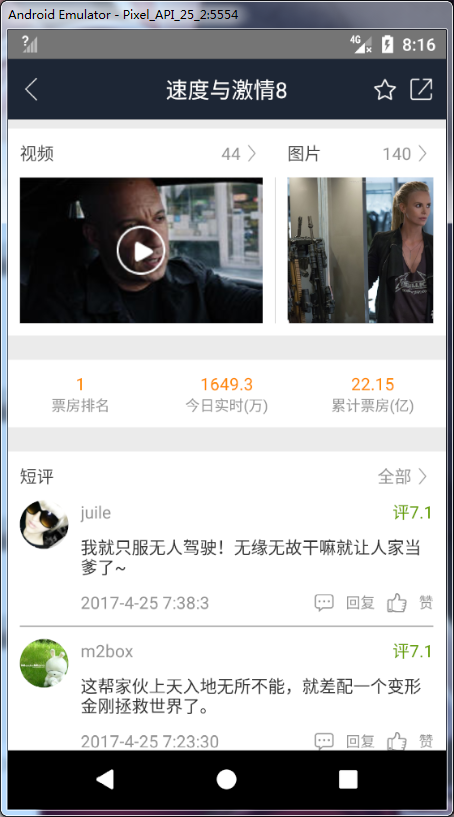 Android Emulator - Pixel_API_25_2:5554
4G 8:16
速度与激情8
视频 44 图片 140
1 1649.3 22.15
票房排名 今日实时(万) 累计票房(亿)
短评 全部
juile 评7.1
我就只服无人驾驶！无缘无故干嘛就让人家当
爹了~
2017-4-25 7:38:3 回复 赞
m2box 评7.1
这帮家伙上天入地无所不能，就差配一个变形
金刚拯救世界了。
2017-4-25 7:23:30 回复 赞